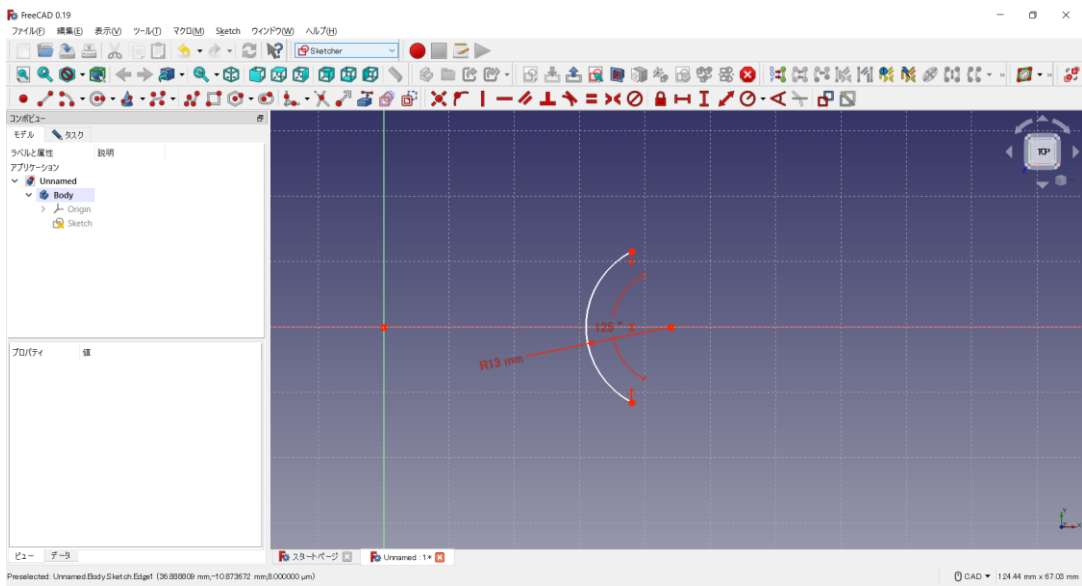 FreeCAD 0.19
ファイル(F) 編集(E) 表示(V) ツール(T) マクロ(M) Sketch ウィンドウ(W) ヘルプ(H)
Sketcher
コンボビュー
モデル タスク
ラベルと属性 説明
アプリケーション
Unnamed
Body
Origin
Sketch
TOP
125 °
R13 mm
プロパティ 値
Y
X
ビュー データ
スタートページ Unnamed : 1*
Preselected: Unnamed.Body.Sketch.Edge1 (36.888809 mm,-10.873672 mm,8.000000 µm)
CAD 124.44 mm x 67.03 mm